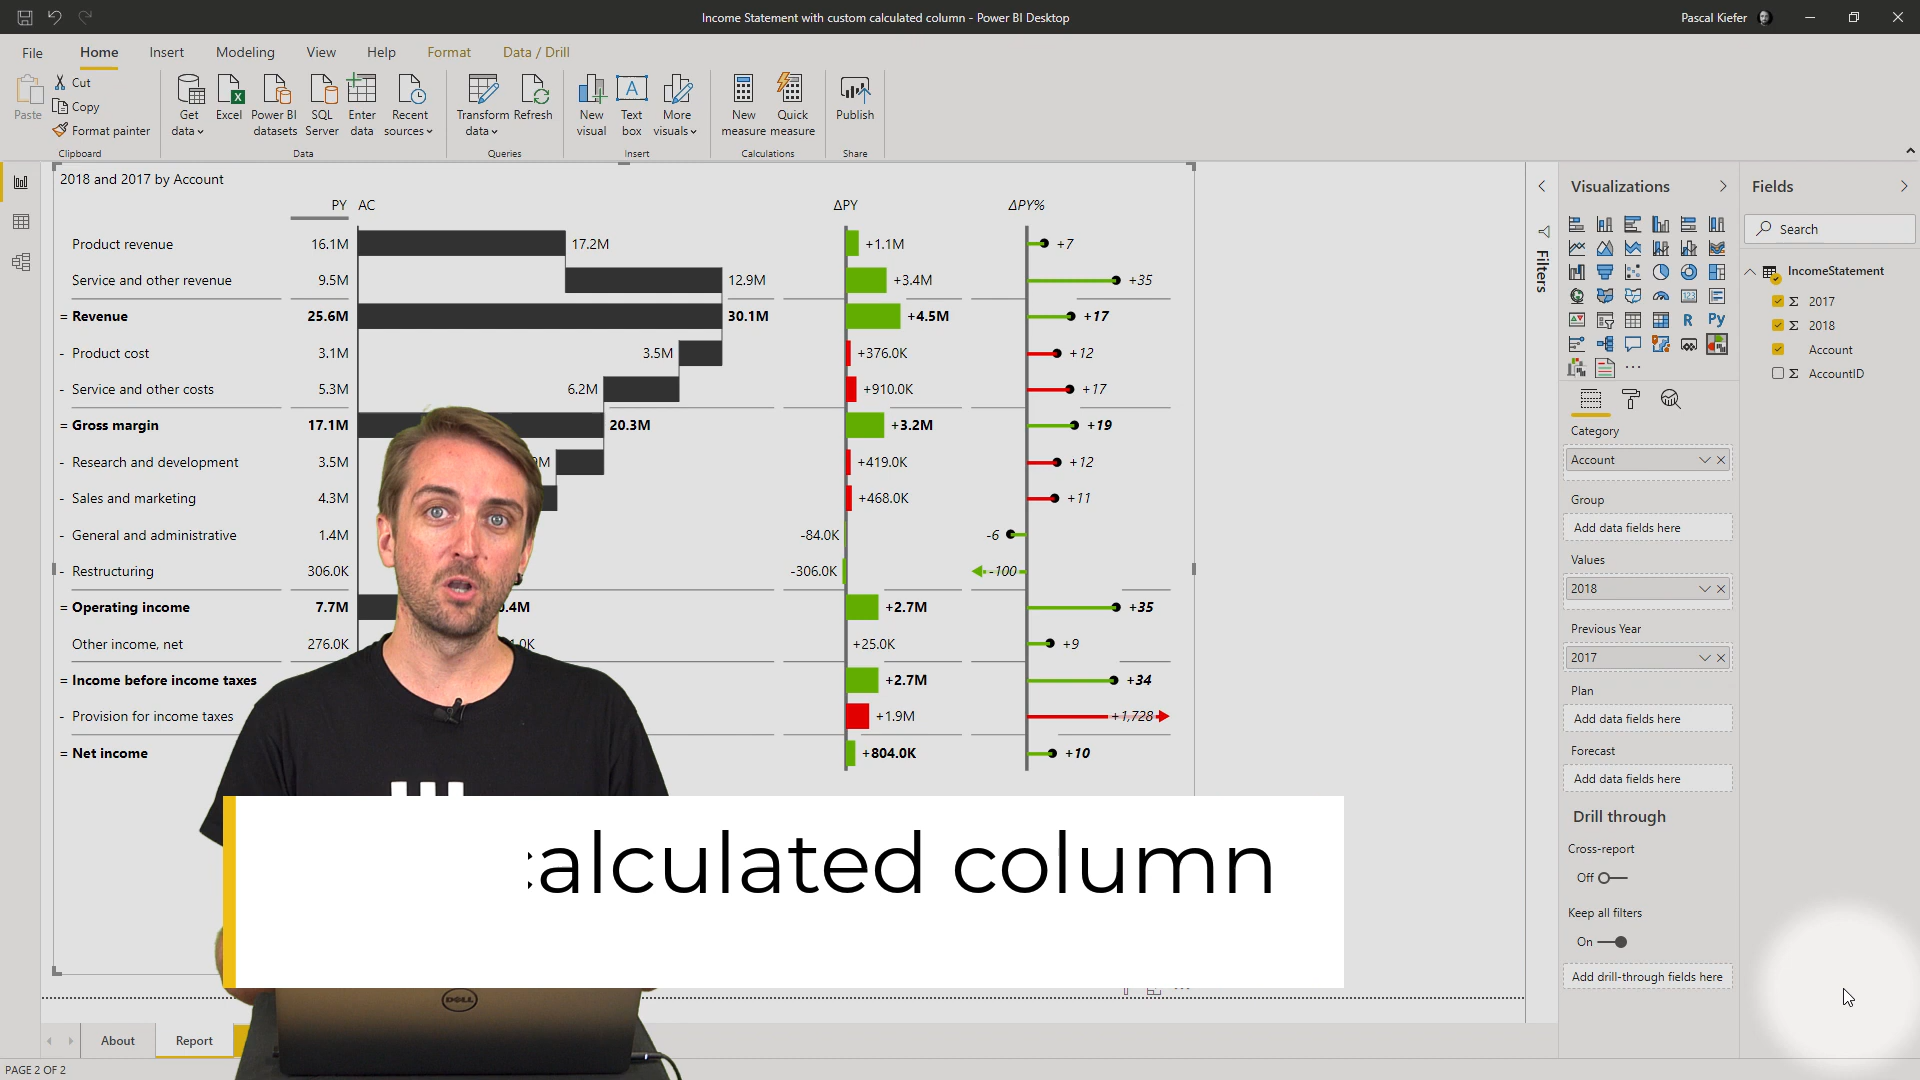 Income Statement with custom calculated column - Power BI Desktop
Pascal Kiefer
File Home Insert Modeling View Help Format Data / Drill
Paste
Cut
Copy
Format painter
Clipboard
Get data
Excel
Power BI datasets
SQL Server
Enter data
Recent sources
Data
Transform data
Refresh
Queries
New visual
Text box
More visuals
Insert
New measure
Quick measure
Calculations
Publish
Share
2018 and 2017 by Account
PY AC ΔPY ΔPY%
Product revenue 16.1M 17.2M +1.1M +7
Service and other revenue 9.5M 12.9M +3.4M +35
= Revenue 25.6M 30.1M +4.5M +17
- Product cost 3.1M 3.5M +376.0K +12
- Service and other costs 5.3M 6.2M +910.0K +17
= Gross margin 17.1M 20.3M +3.2M +19
- Research and development 3.5M +419.0K +12
- Sales and marketing 4.3M +468.0K +11
- General and administrative 1.4M -84.0K -6
- Restructuring 306.0K -306.0K -100
= Operating income 7.7M +2.7M +35
Other income, net 276.0K +25.0K +9
= Income before income taxes +2.7M +34
- Provision for income taxes +1.9M +1,728
= Net income +804.0K +10
alculated column
DELL
Filters
Visualizations
R Py
Category
Account
Group
Add data fields here
Values
2018
Previous Year
2017
Plan
Add data fields here
Forecast
Add data fields here
Drill through
Cross-report
Off
Keep all filters
On
Add drill-through fields here
Fields
Search
IncomeStatement
Σ 2017
Σ 2018
Account
Σ AccountID
About Report
PAGE 2 OF 2